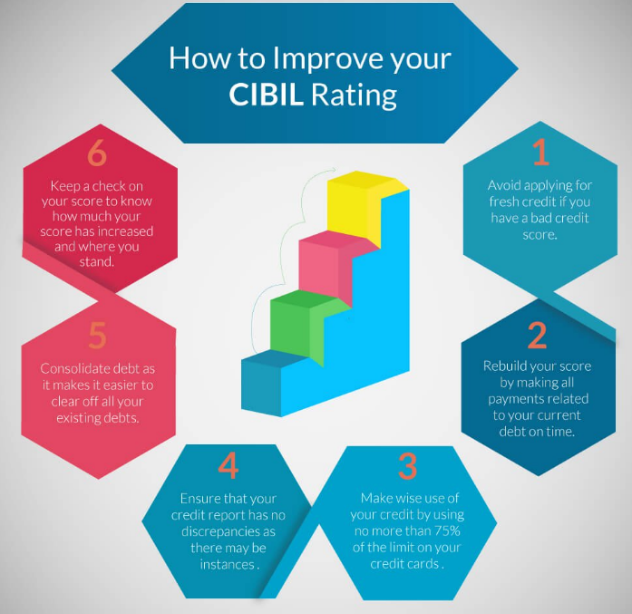 How to Improve your
CIBIL Rating
1
Avoid applying for
fresh credit if you
have a bad credit
score.
2
Rebuild your score
by making all
payments related
to your current
debt on time.
3
Make wise use of
your credit by using
no more than 75%
of the limit on your
credit cards .
4
Ensure that your
credit report has no
discrepancies as
there may be
instances .
5
Consolidate debt as
it makes it easier to
clear off all your
existing debts.
6
Keep a check on
your score to know
how much your
score has increased
and where you
stand.